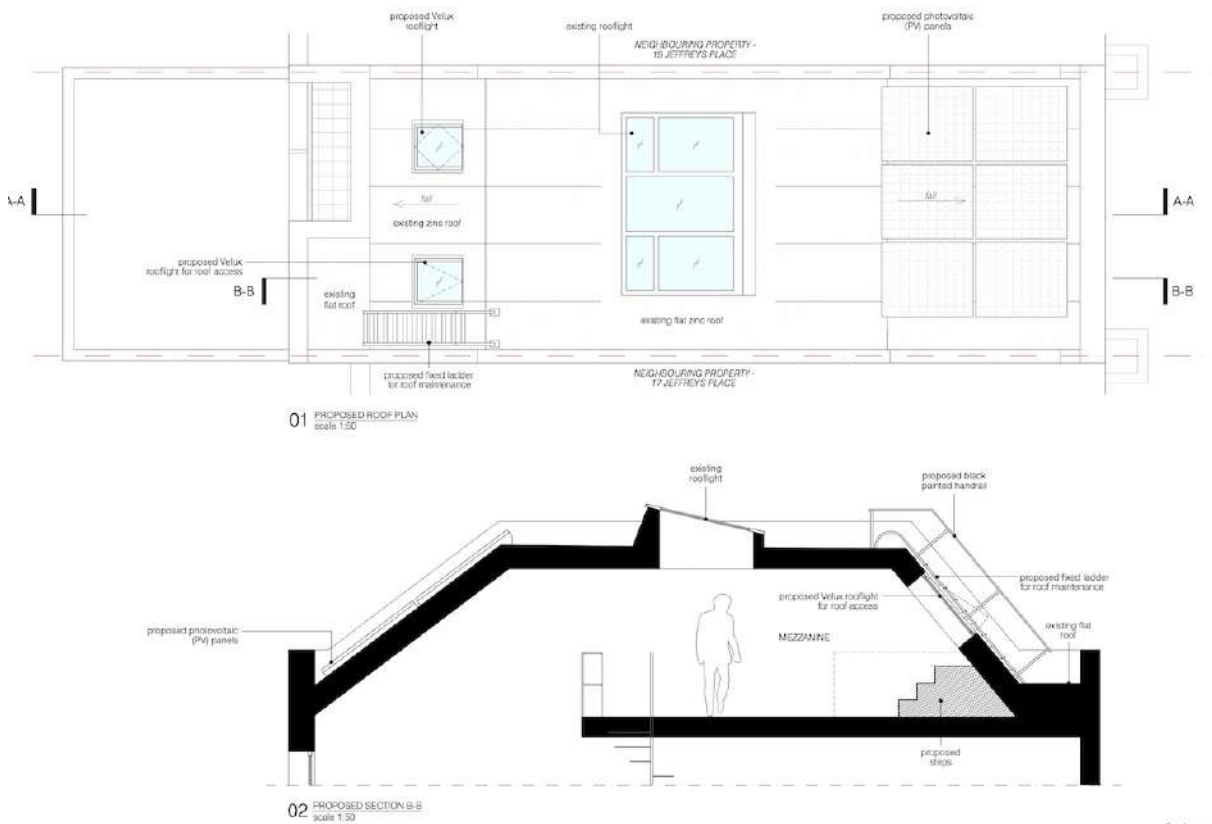 proposed Velux
rooflight
existing rooflight
NEIGHBOURING PROPERTY -
15 JEFFREYS PLACE
proposed photovoltaic
(PV) panels
A-A
A-A
fall
existing zinc roof
fall
proposed Velux
rooflight for roof access
B-B
B-B
existing
flat roof
existing flat zinc roof
proposed fixed ladder
for roof maintenance
NEIGHBOURING PROPERTY -
17 JEFFREYS PLACE
01 PROPOSED ROOF PLAN
scale 1:50
existing
rooflight
proposed black
painted handrail
proposed fixed ladder
for roof maintenance
proposed Velux rooflight
for roof access
existing flat
roof
MEZZANINE
proposed photovoltaic
(PV) panels
proposed
steps
02 PROPOSED SECTION B-B
scale 1:50